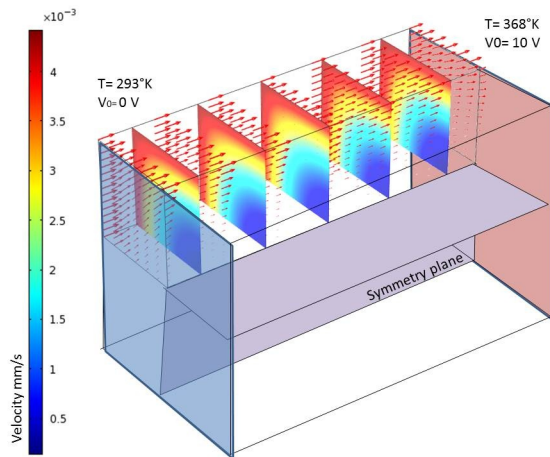 ×10⁻³
4
3.5
3
2.5
2
1.5
1
0.5
Velocity mm/s
T= 293°K
V₀= 0 V
T= 368°K
V0= 10 V
Symmetry plane